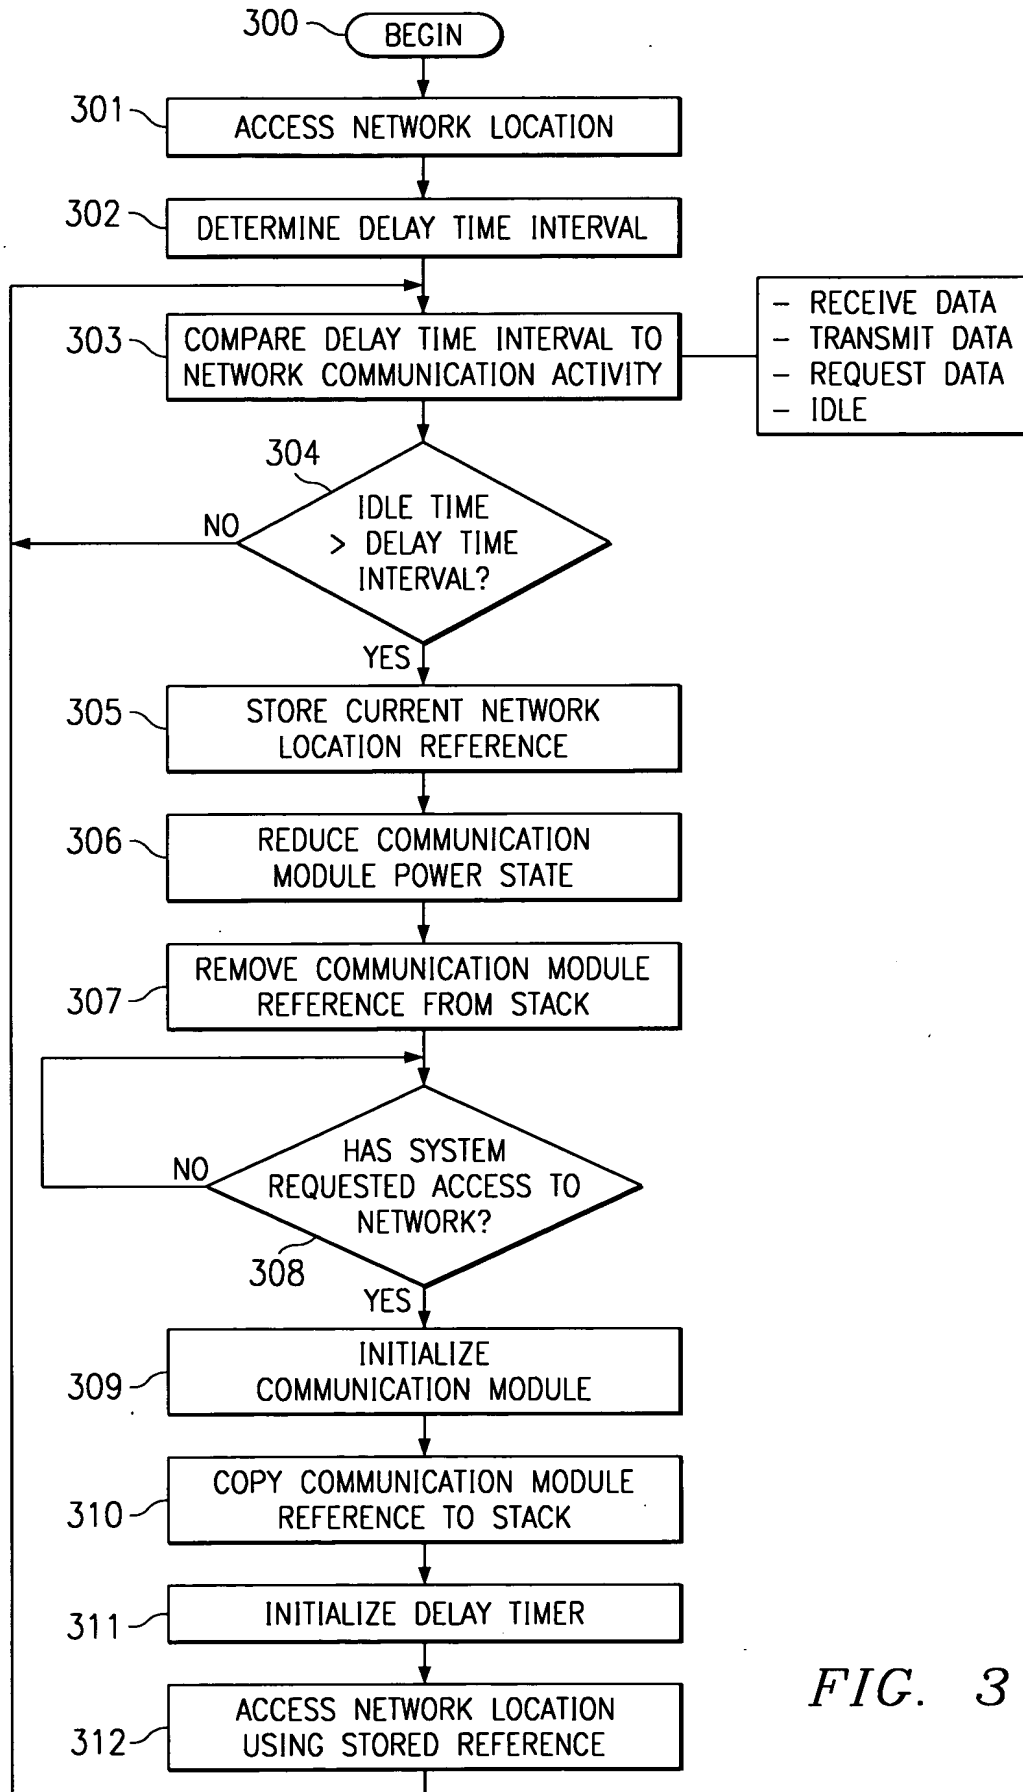 300
BEGIN
301
ACCESS NETWORK LOCATION
302
DETERMINE DELAY TIME INTERVAL
303
COMPARE DELAY TIME INTERVAL TO
NETWORK COMMUNICATION ACTIVITY
- RECEIVE DATA
- TRANSMIT DATA
- REQUEST DATA
- IDLE
304
IDLE TIME
> DELAY TIME
INTERVAL?
NO
YES
305
STORE CURRENT NETWORK
LOCATION REFERENCE
306
REDUCE COMMUNICATION
MODULE POWER STATE
307
REMOVE COMMUNICATION MODULE
REFERENCE FROM STACK
HAS SYSTEM
REQUESTED ACCESS TO
NETWORK?
NO
308
YES
309
INITIALIZE
COMMUNICATION MODULE
310
COPY COMMUNICATION MODULE
REFERENCE TO STACK
311
INITIALIZE DELAY TIMER
312
ACCESS NETWORK LOCATION
USING STORED REFERENCE
FIG. 3